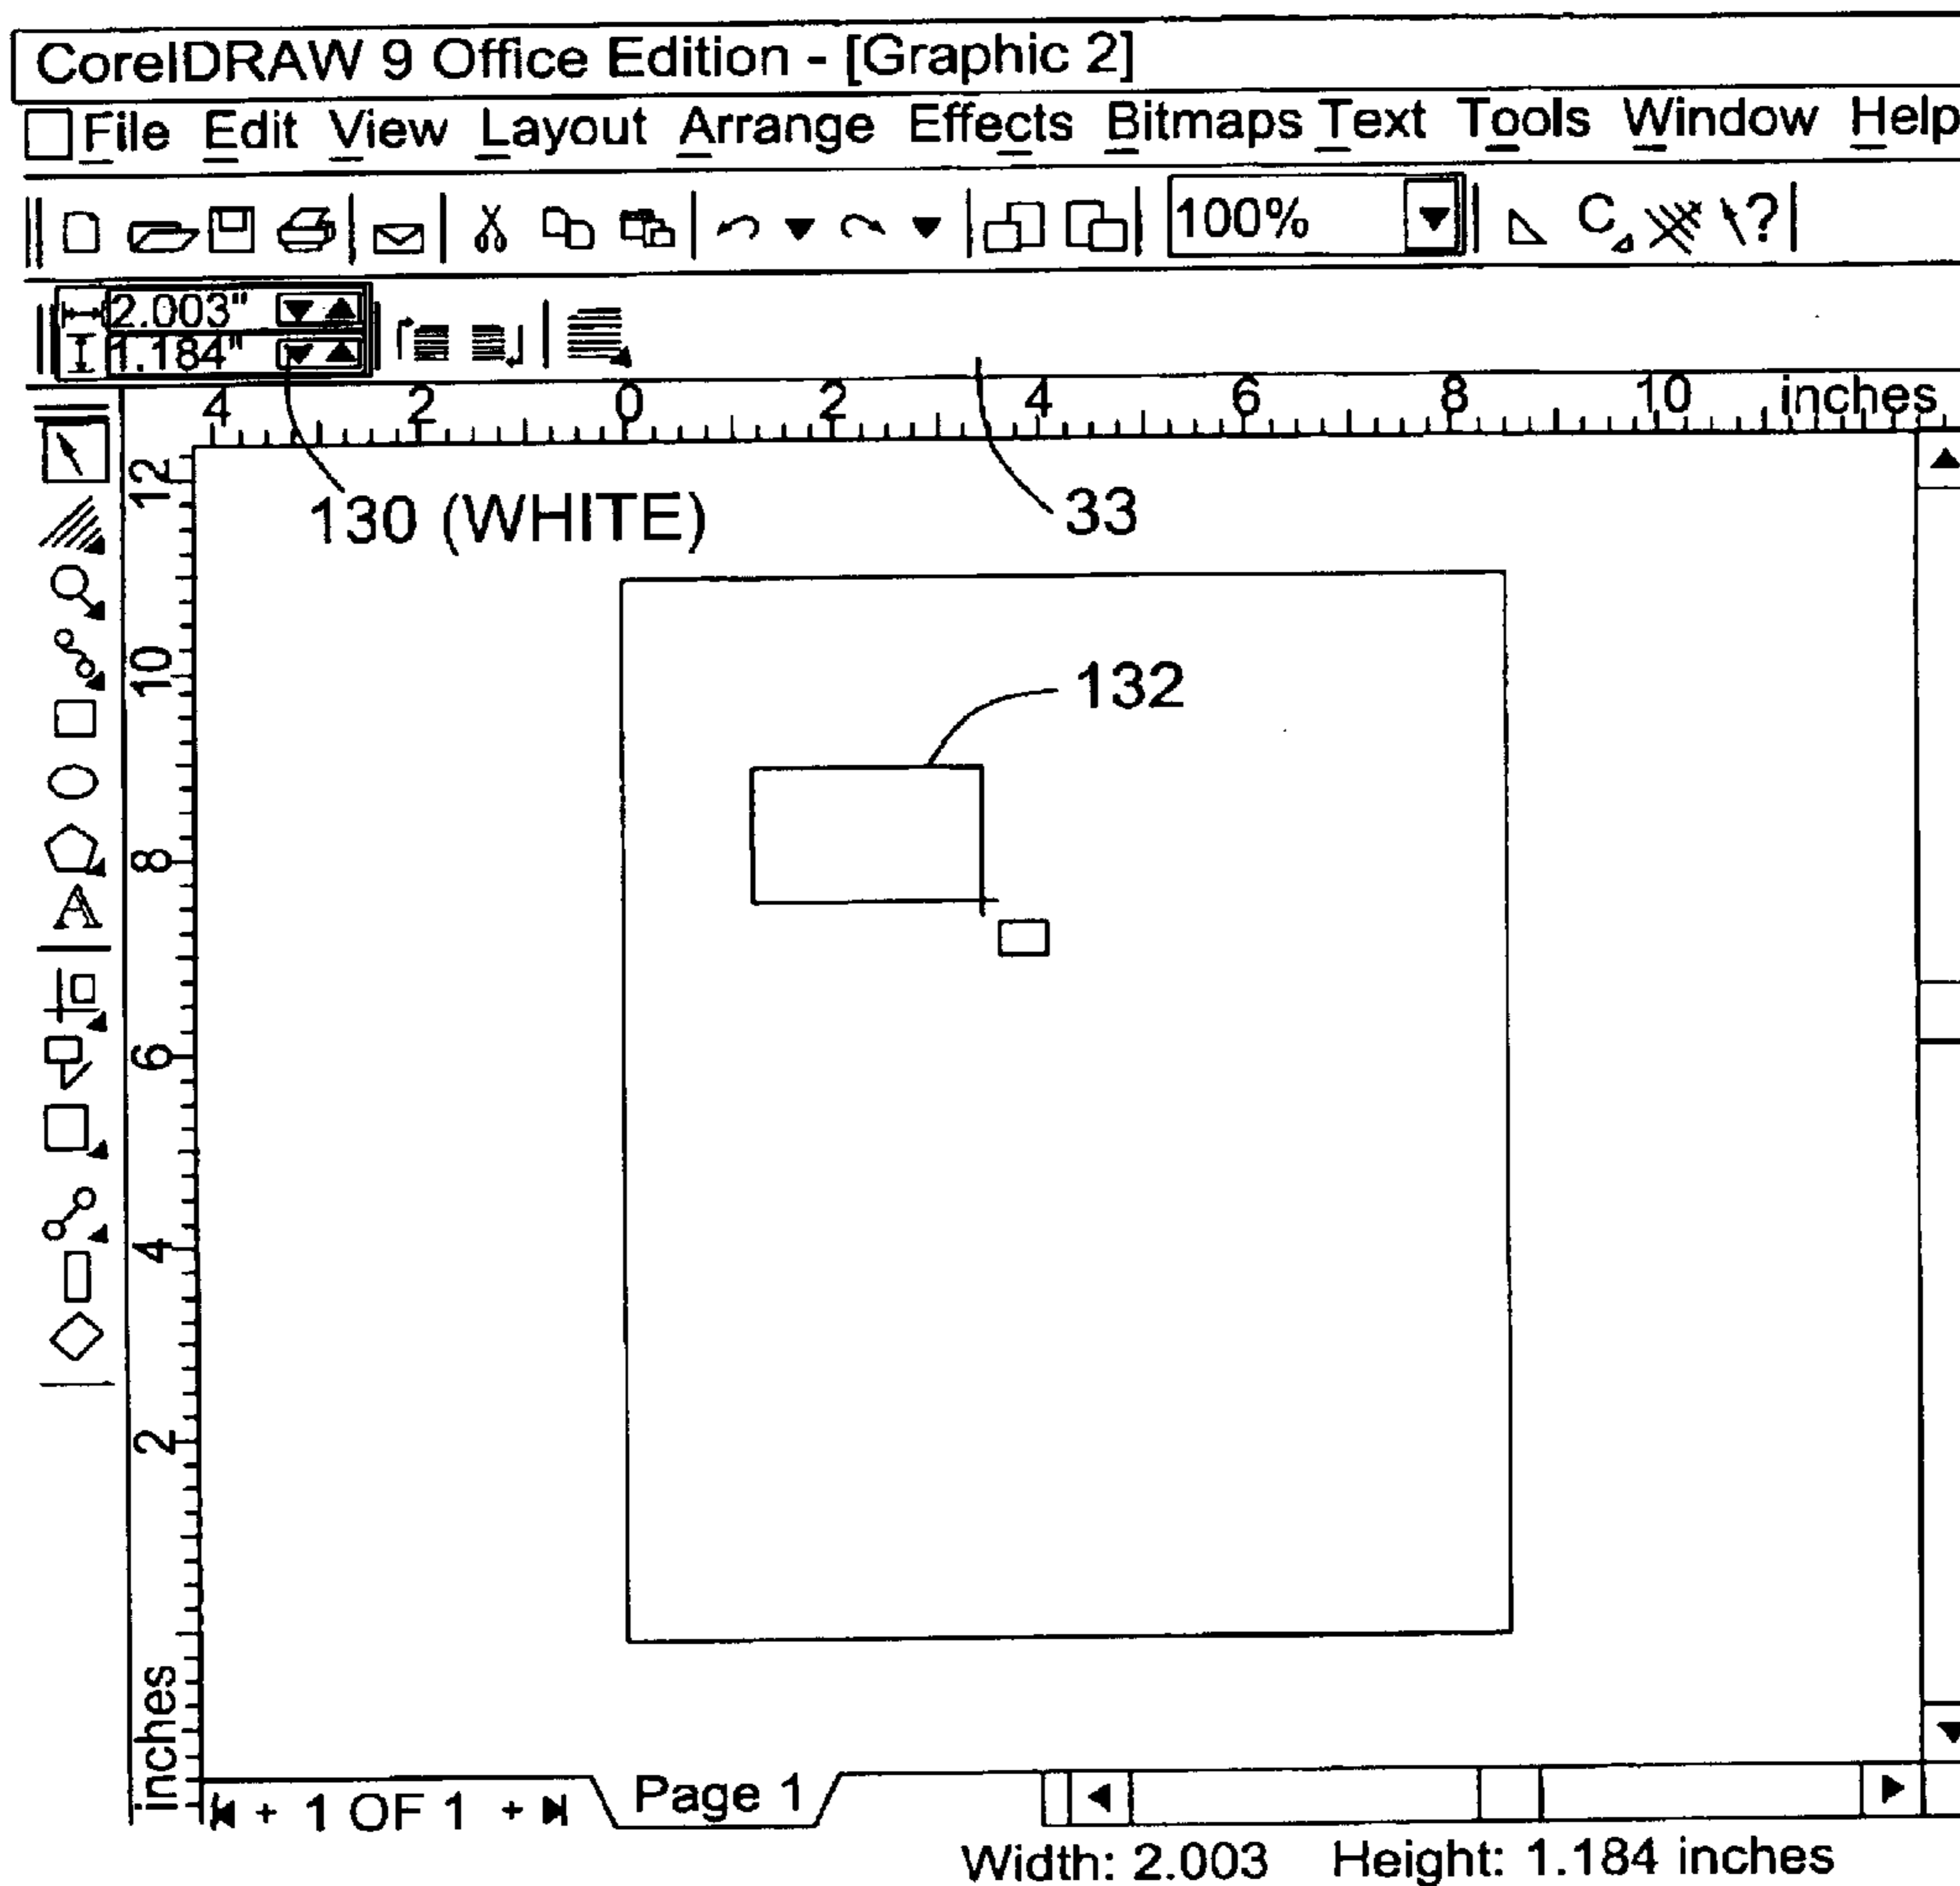 CorelDRAW 9 Office Edition - [Graphic 2]
File Edit View Layout Arrange Effects Bitmaps Text Tools Window Help
100% C ?
2.003"
1.184"
4 2 0 2 4 6 8 10 inches
130 (WHITE) 33
12
10
132
8
A
6
4
2
inches
+ 1 OF 1 + Page 1
Width: 2.003 Height: 1.184 inches